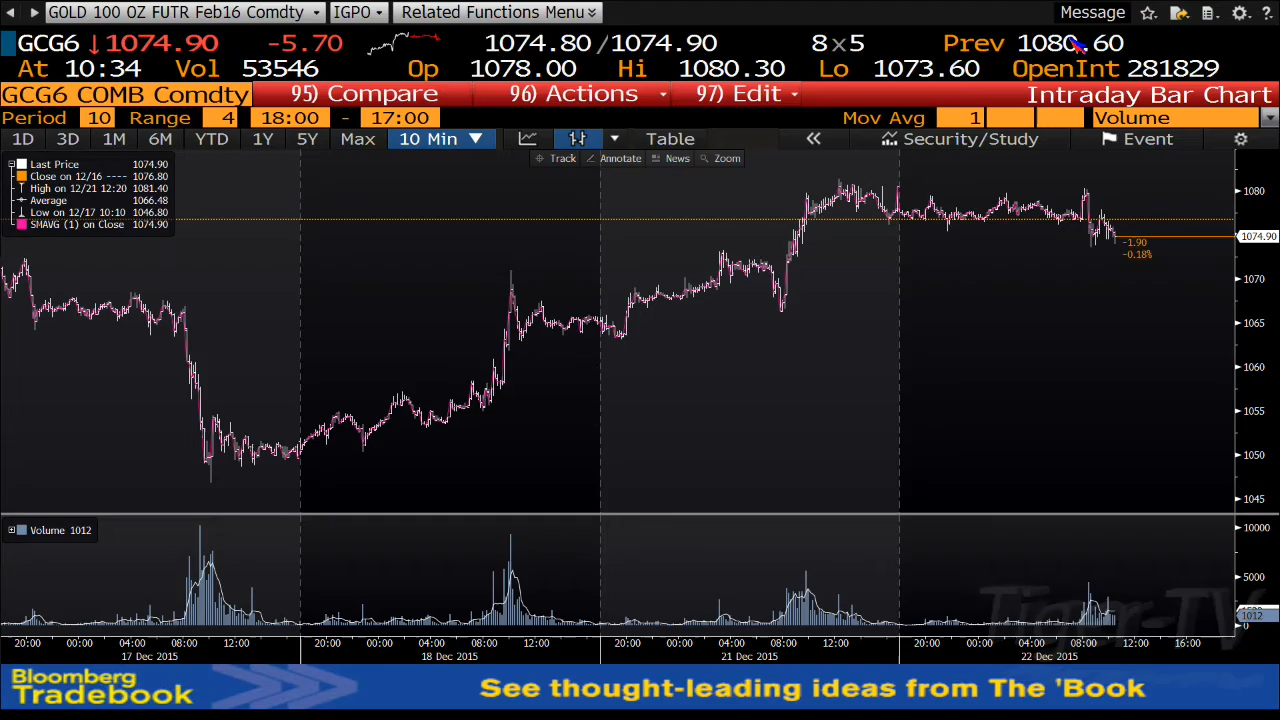 GOLD 100 OZ FUTR Feb16 Comdty IGPO Related Functions Menu Message
GCG6 ↓1074.90 -5.70 1074.80/1074.90 8x5 Prev 1080.60
At 10:34 Vol 53546 Op 1078.00 Hi 1080.30 Lo 1073.60 OpenInt 281829
GCG6 COMB Comdty 95) Compare 96) Actions 97) Edit Intraday Bar Chart
Period 10 Range 4 18:00 - 17:00 Mov Avg 1 Volume
1D 3D 1M 6M YTD 1Y 5Y Max 10 Min Table Security/Study Event
Track Annotate News Zoom
Last Price 1074.90
Close on 12/16 ---- 1076.80
High on 12/21 12:20 1081.40
Average 1066.48
Low on 12/17 10:10 1046.80
SMAVG (1) on Close 1074.90
1080
1074.90
-1.90
-0.18%
1070
1065
1060
1055
1050
1045
Volume 1012
10000
5000
1012
0
Tiger-TV
20:00 00:00 04:00 08:00 12:00 20:00 00:00 04:00 08:00 12:00 20:00 00:00 04:00 08:00 12:00 20:00 00:00 04:00 08:00 12:00 16:00
17 Dec 2015 18 Dec 2015 21 Dec 2015 22 Dec 2015
Bloomberg
Tradebook
See thought-leading ideas from The 'Book